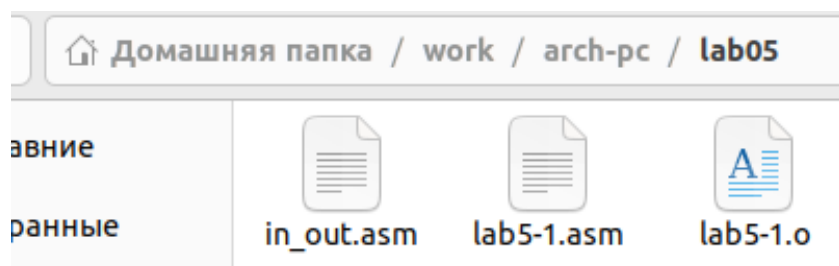 Домашняя папка / work / arch-pc / lab05
авние
ранные
in_out.asm lab5-1.asm lab5-1.o